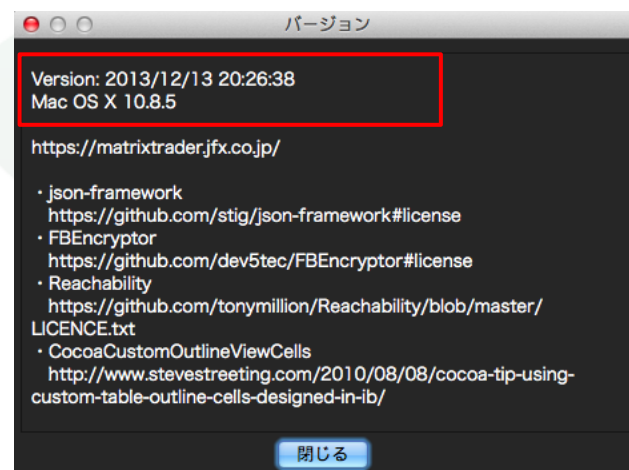 バージョン
Version: 2013/12/13 20:26:38
Mac OS X 10.8.5
https://matrixtrader.jfx.co.jp/
・json-framework
https://github.com/stig/json-framework#license
・FBEncryptor
https://github.com/dev5tec/FBEncryptor#license
・Reachability
https://github.com/tonymillion/Reachability/blob/master/
LICENCE.txt
・CocoaCustomOutlineViewCells
http://www.stevestreeting.com/2010/08/08/cocoa-tip-using-
custom-table-outline-cells-designed-in-ib/
閉じる